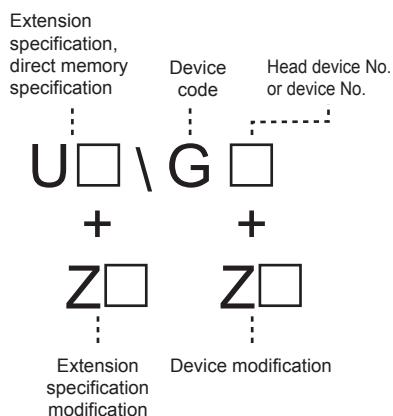 Extension
specification,
direct memory
specification
Device
code
Head device No.
or device No.
U□ \ G □
+ +
Z□ Z□
Extension
specification
modification
Device modification